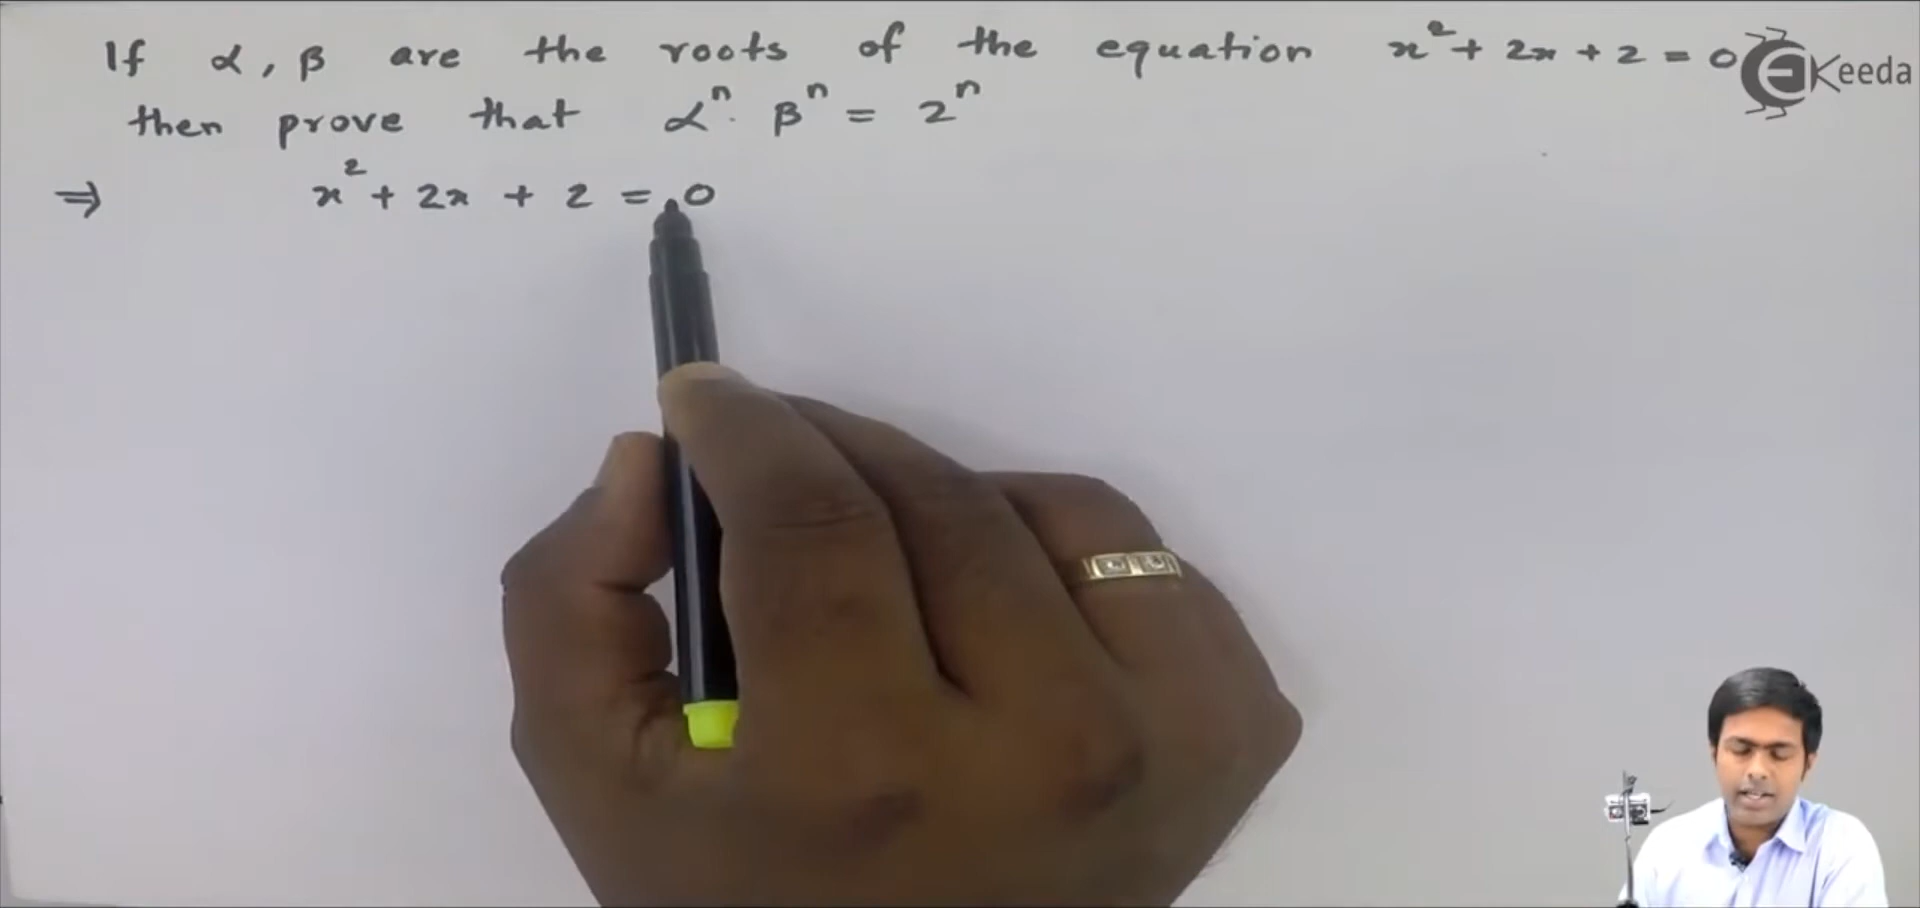 If α, β are the roots of the equation x² + 2x + 2 = 0
then prove that αⁿ · βⁿ = 2ⁿ
⇒ x² + 2x + 2 = 0
EKeeda